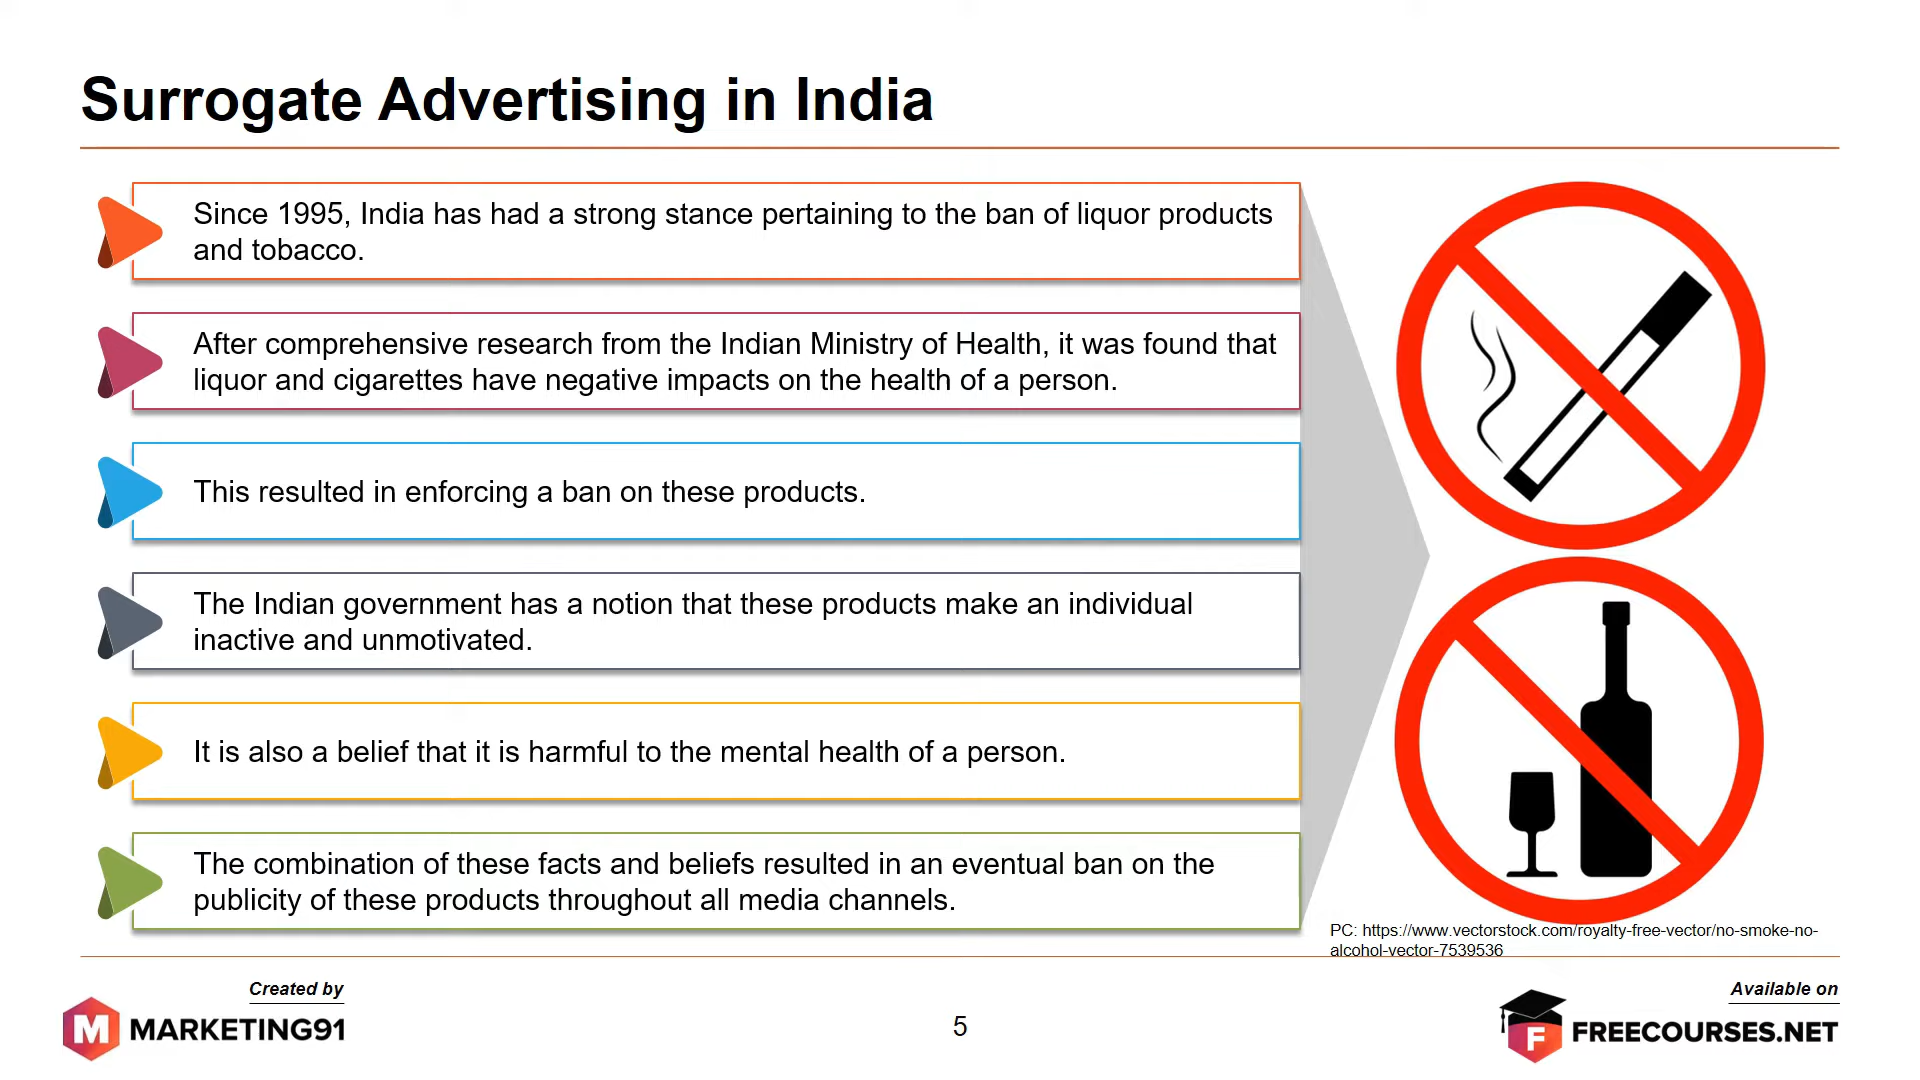 Surrogate Advertising in India
Since 1995, India has had a strong stance pertaining to the ban of liquor products
and tobacco.
After comprehensive research from the Indian Ministry of Health, it was found that
liquor and cigarettes have negative impacts on the health of a person.
This resulted in enforcing a ban on these products.
The Indian government has a notion that these products make an individual
inactive and unmotivated.
It is also a belief that it is harmful to the mental health of a person.
The combination of these facts and beliefs resulted in an eventual ban on the
publicity of these products throughout all media channels.
PC: https://www.vectorstock.com/royalty-free-vector/no-smoke-no-
alcohol-vector-7539536
Created by
M MARKETING91
5
Available on
F FREECOURSES.NET